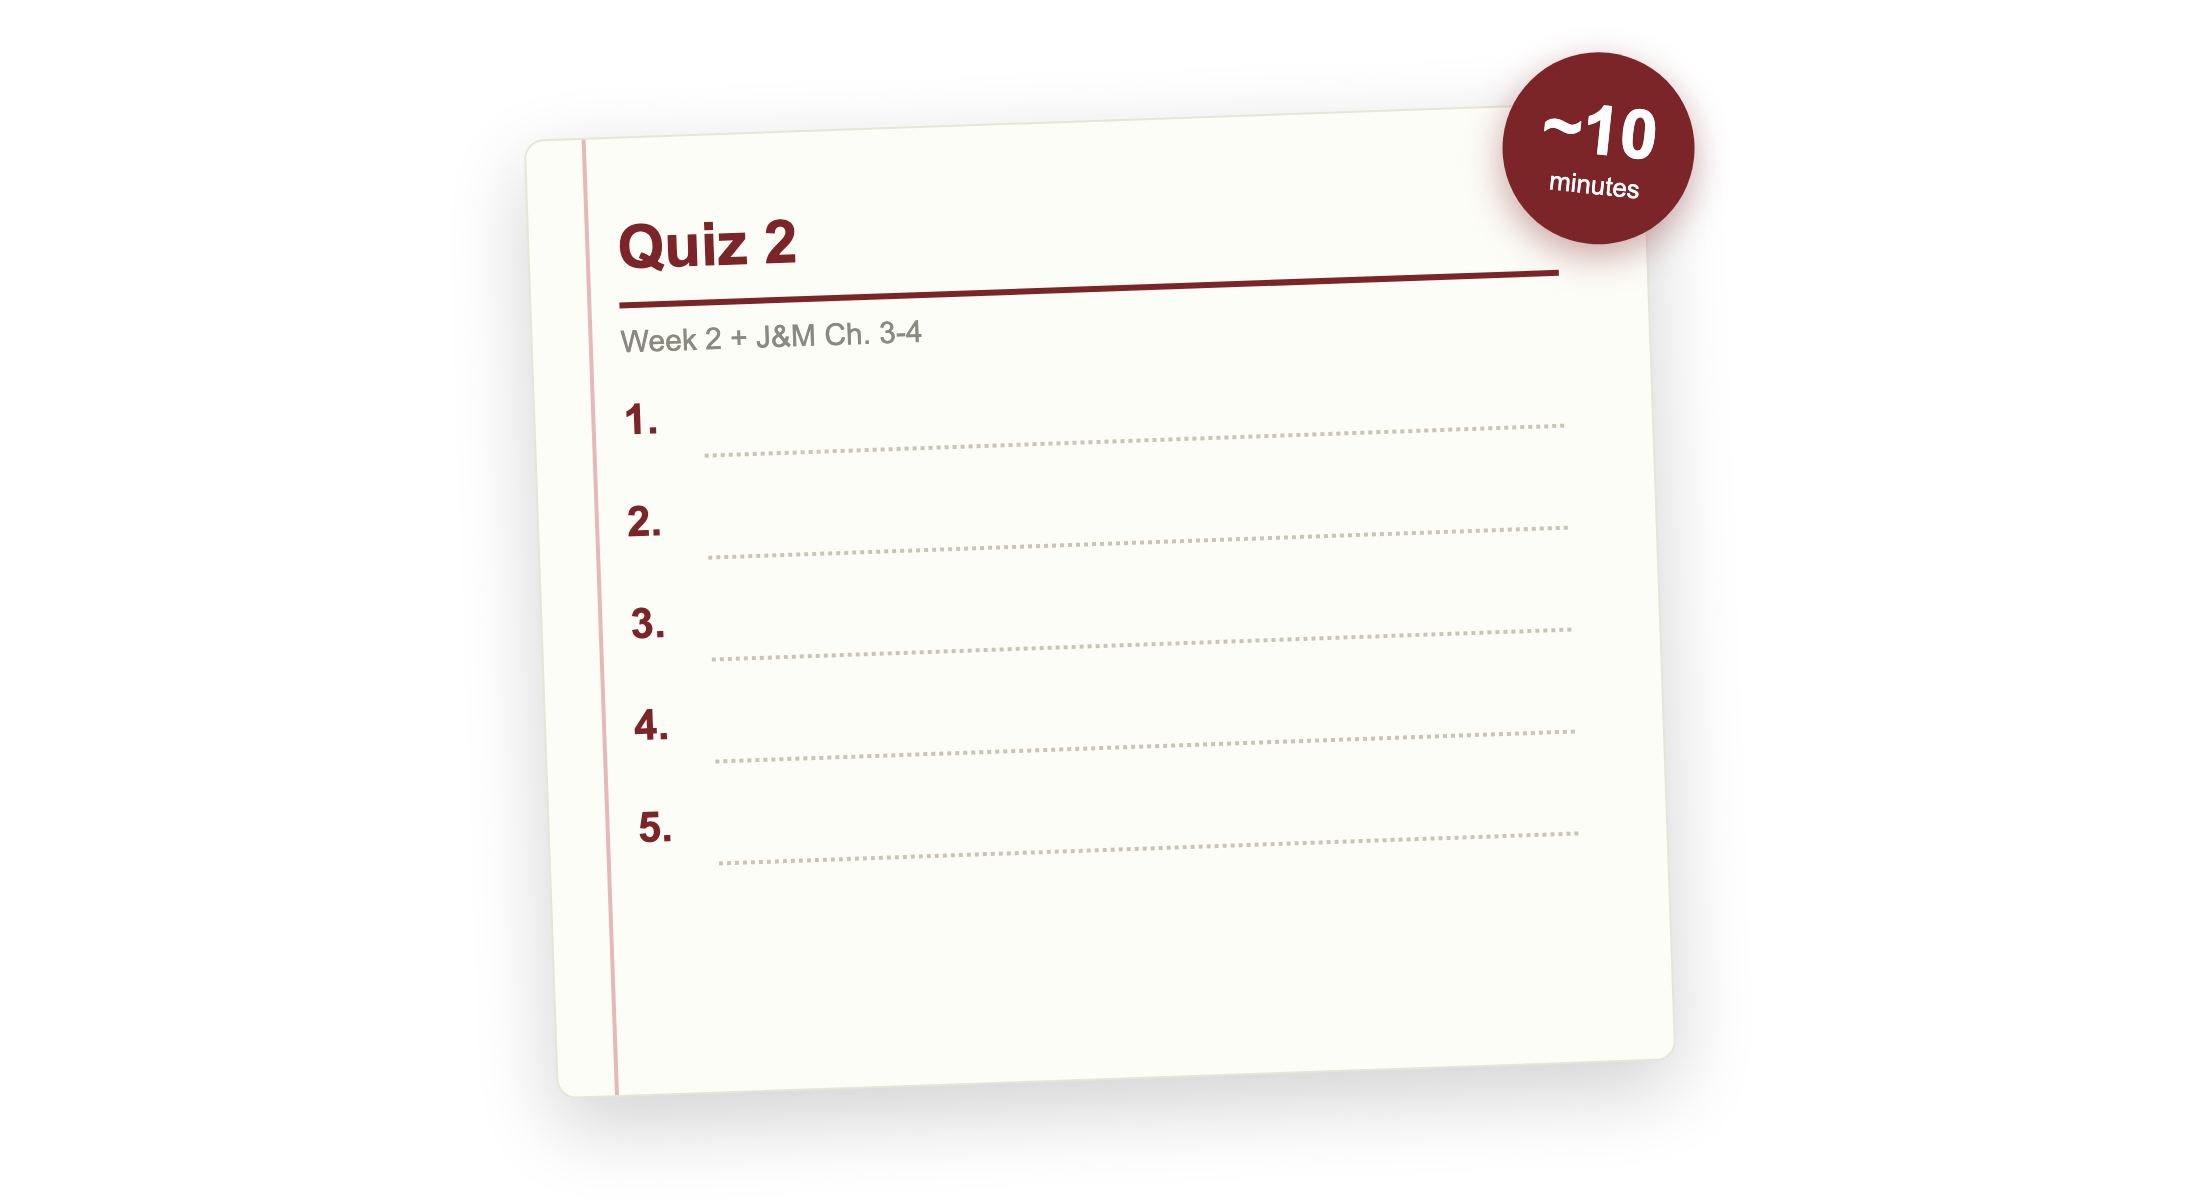 ~10
minutes
Quiz 2
Week 2 + J&M Ch. 3-4
1.
2.
3.
4.
5.